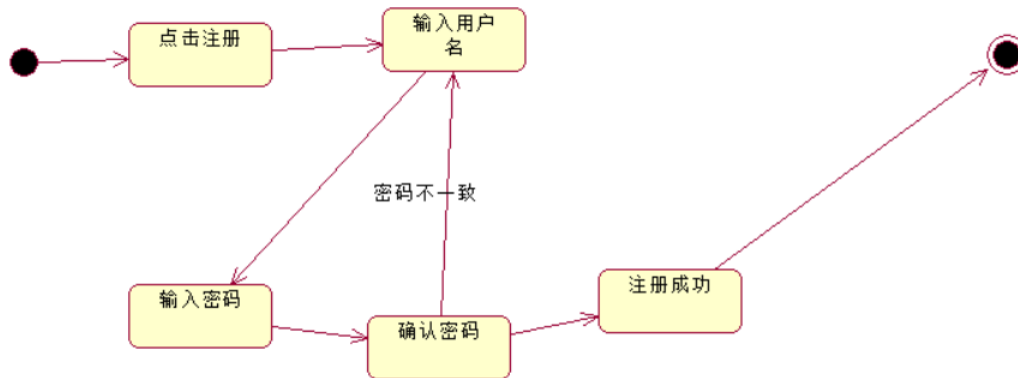 点击注册
输入用户
名
密码不一致
输入密码
确认密码
注册成功